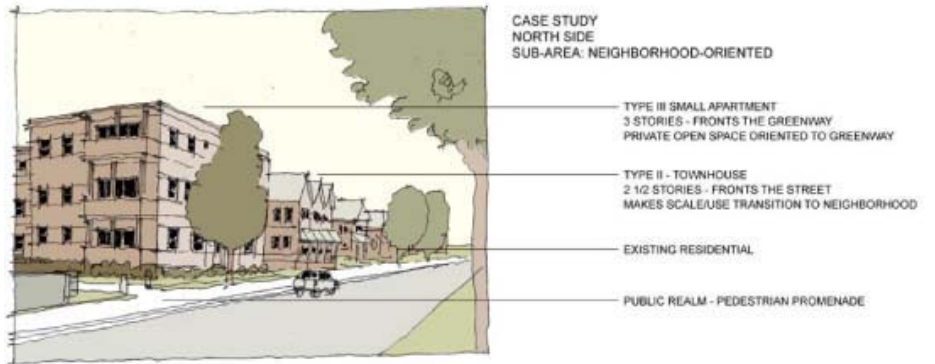 CASE STUDY
NORTH SIDE
SUB-AREA: NEIGHBORHOOD-ORIENTED
TYPE III SMALL APARTMENT
3 STORIES - FRONTS THE GREENWAY
PRIVATE OPEN SPACE ORIENTED TO GREENWAY
TYPE II - TOWNHOUSE
2 1/2 STORIES - FRONTS THE STREET
MAKES SCALE/USE TRANSITION TO NEIGHBORHOOD
EXISTING RESIDENTIAL
PUBLIC REALM - PEDESTRIAN PROMENADE